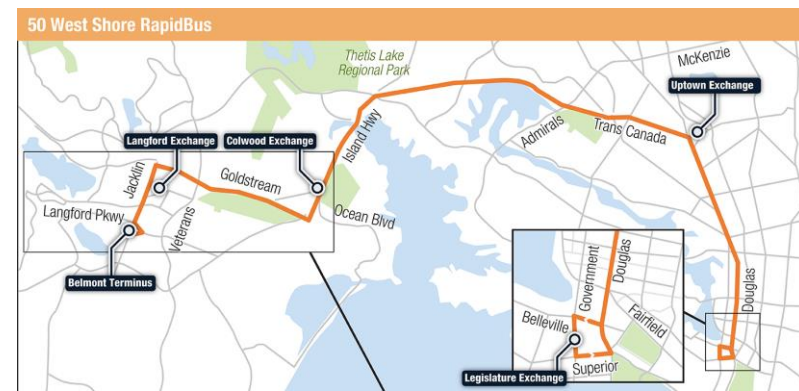 50 West Shore RapidBus
Thetis Lake
Regional Park
McKenzie
Uptown Exchange
Island Hwy
Admirals
Trans Canada
Langford Exchange
Colwood Exchange
Jacklin
Goldstream
Langford Pkwy
Veterans
Ocean Blvd
Belmont Terminus
Government
Douglas
Douglas
Belleville
Fairfield
Superior
Legislature Exchange